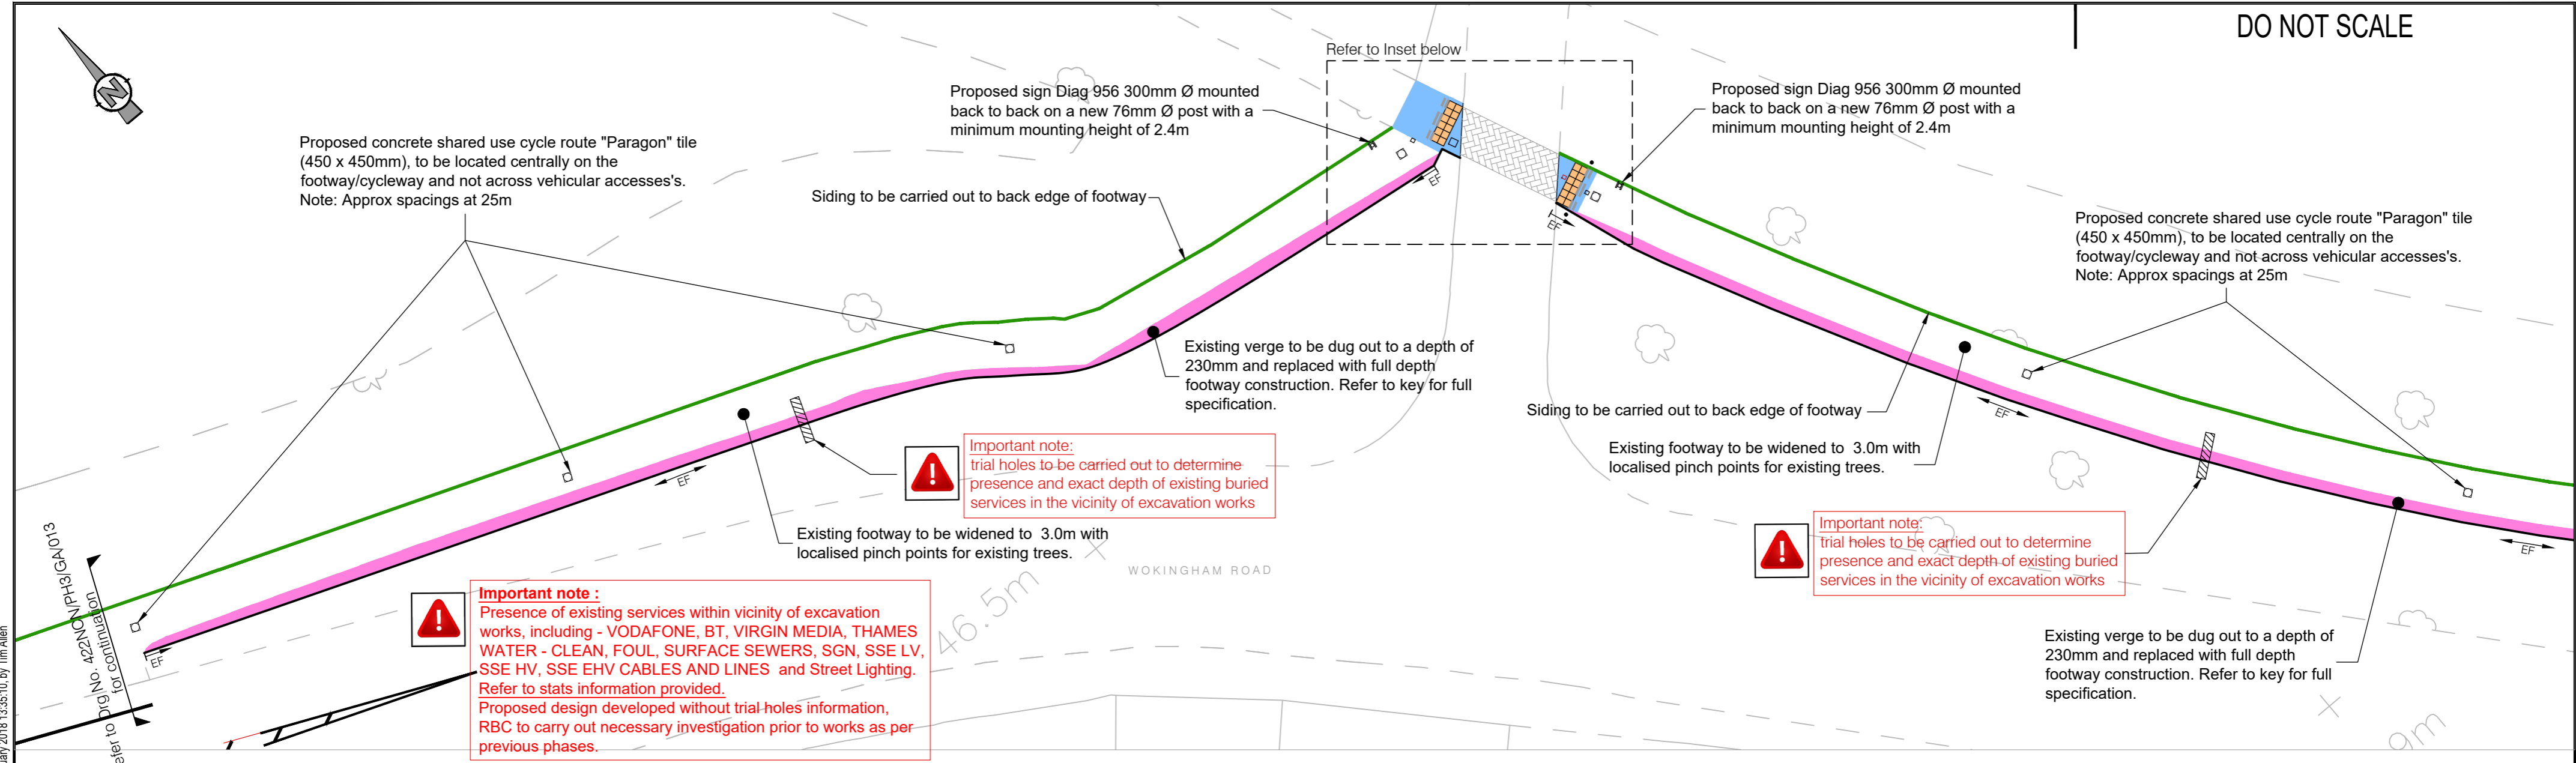 DO NOT SCALE
N
Refer to Inset below
Proposed sign Diag 956 300mm Ø mounted
back to back on a new 76mm Ø post with a
minimum mounting height of 2.4m
Proposed sign Diag 956 300mm Ø mounted
back to back on a new 76mm Ø post with a
minimum mounting height of 2.4m
Proposed concrete shared use cycle route "Paragon" tile
(450 x 450mm), to be located centrally on the
footway/cycleway and not across vehicular accesses's.
Note: Approx spacings at 25m
Siding to be carried out to back edge of footway
EF
EF
Proposed concrete shared use cycle route "Paragon" tile
(450 x 450mm), to be located centrally on the
footway/cycleway and not across vehicular accesses's.
Note: Approx spacings at 25m
Existing verge to be dug out to a depth of
230mm and replaced with full depth
footway construction. Refer to key for full
specification.
Siding to be carried out to back edge of footway
EF
Existing footway to be widened to 3.0m with
localised pinch points for existing trees.
Important note:
trial holes to be carried out to determine
presence and exact depth of existing buried
services in the vicinity of excavation works
EF
Existing footway to be widened to 3.0m with
localised pinch points for existing trees.
Important note:
trial holes to be carried out to determine
presence and exact depth of existing buried
services in the vicinity of excavation works
EF
WOKINGHAM ROAD
46.5m
Important note :
Presence of existing services within vicinity of excavation
works, including - VODAFONE, BT, VIRGIN MEDIA, THAMES
WATER - CLEAN, FOUL, SURFACE SEWERS, SGN, SSE LV,
SSE HV, SSE EHV CABLES AND LINES and Street Lighting.
Refer to stats information provided.
Proposed design developed without trial holes information,
RBC to carry out necessary investigation prior to works as per
previous phases.
Existing verge to be dug out to a depth of
230mm and replaced with full depth
footway construction. Refer to key for full
specification.
9m
EF
efer to Drg No. 422NCN/PH3/GA/013
for continuation
uary 2018 13:35:10, by Tim Allen